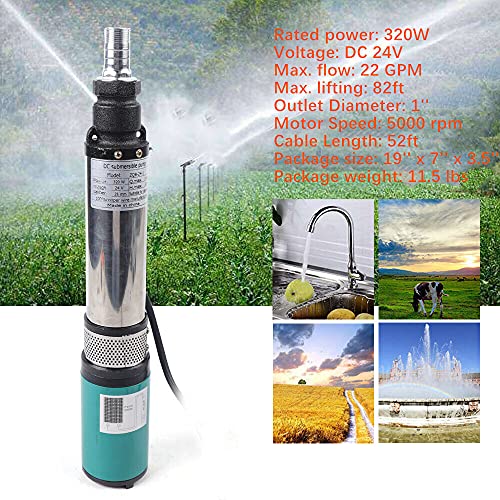 Rated power: 320W
Voltage: DC 24V
Max. flow: 22 GPM
Max. lifting: 82ft
Outlet Diameter: 1''
Motor Speed: 5000 rpm
Cable Length: 52ft
Package size: 19'' x 7'' x 3.5''
Package weight: 11.5 lbs
DC submersible pump
Model
320 W
24 V